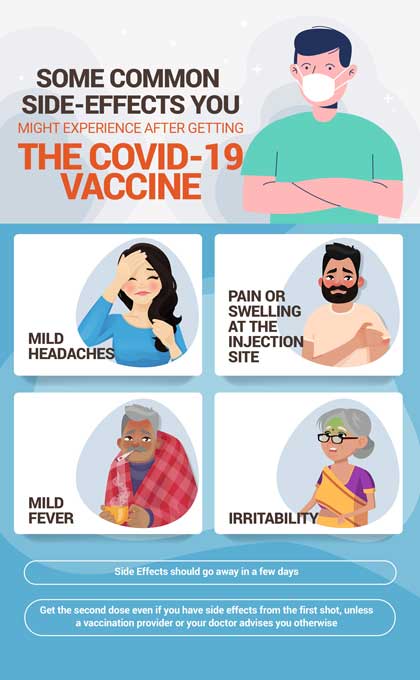 SOME COMMON
SIDE-EFFECTS YOU
MIGHT EXPERIENCE AFTER GETTING
THE COVID-19
VACCINE
MILD
HEADACHES
PAIN OR
SWELLING
AT THE
INJECTION
SITE
MILD
FEVER
IRRITABILITY
Side Effects should go away in a few days
Get the second dose even if you have side effects from the first shot, unless
a vaccination provider or your doctor advises you otherwise